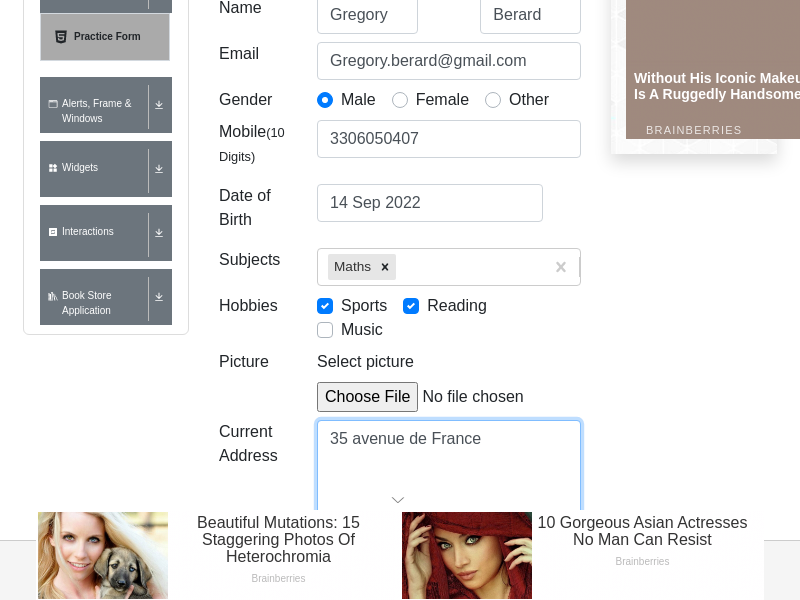 Name
Gregory
Berard
Practice Form
Email
Gregory.berard@gmail.com
Gender
Male
Female
Other
Mobile(10
Digits)
3306050407
Date of
Birth
14 Sep 2022
Subjects
Maths
Hobbies
Sports
Reading
Music
Picture
Select picture
Choose File No file chosen
Current
Address
35 avenue de France
Alerts, Frame &
Windows
Widgets
Interactions
Book Store
Application
Without His Iconic Makeu
Is A Ruggedly Handsome
BRAINBERRIES
Beautiful Mutations: 15
Staggering Photos Of
Heterochromia
Brainberries
10 Gorgeous Asian Actresses
No Man Can Resist
Brainberries